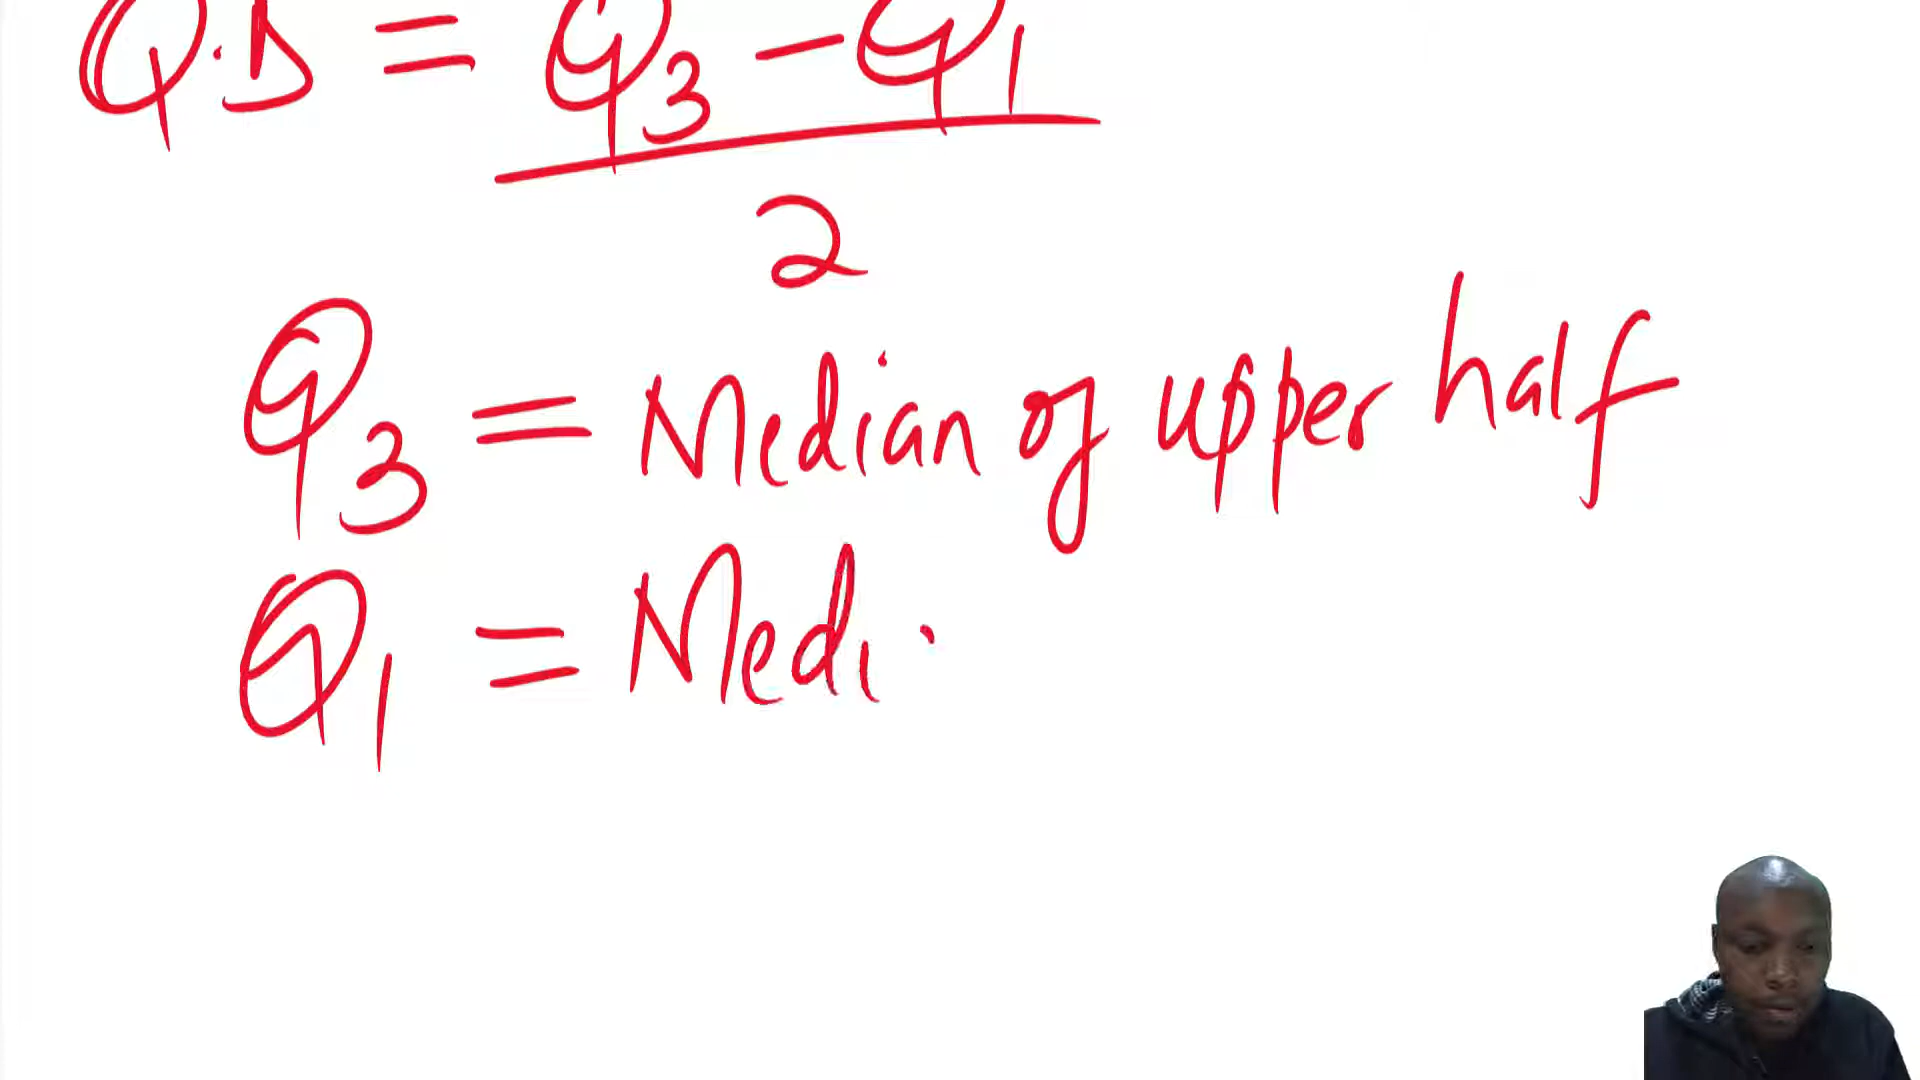 Q.D = Q3 - Q1
2
Q3 = Median of upper half
Q1 = Medi